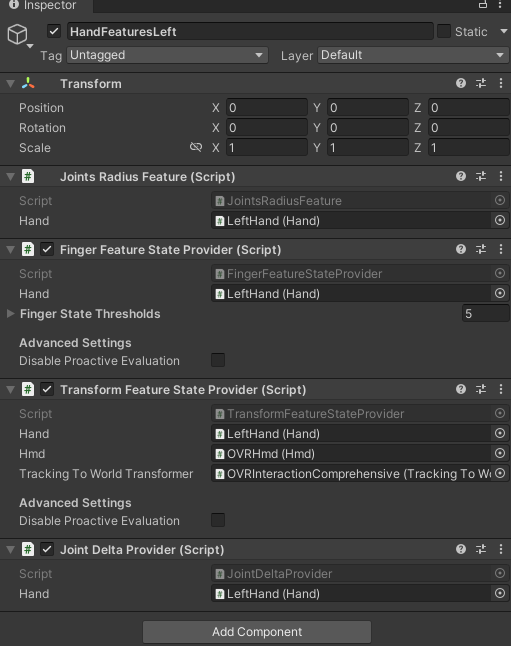 Inspector
HandFeaturesLeft Static
Tag Untagged Layer Default
Transform
Position X 0 Y 0 Z 0
Rotation X 0 Y 0 Z 0
Scale X 1 Y 1 Z 1
# Joints Radius Feature (Script)
Script # JointsRadiusFeature
Hand # LeftHand (Hand)
# Finger Feature State Provider (Script)
Script # FingerFeatureStateProvider
Hand # LeftHand (Hand)
Finger State Thresholds 5
Advanced Settings
Disable Proactive Evaluation
# Transform Feature State Provider (Script)
Script # TransformFeatureStateProvider
Hand # LeftHand (Hand)
Hmd # OVRHmd (Hmd)
Tracking To World Transformer # OVRInteractionComprehensive (Tracking To Wo
Advanced Settings
Disable Proactive Evaluation
# Joint Delta Provider (Script)
Script # JointDeltaProvider
Hand # LeftHand (Hand)
Add Component